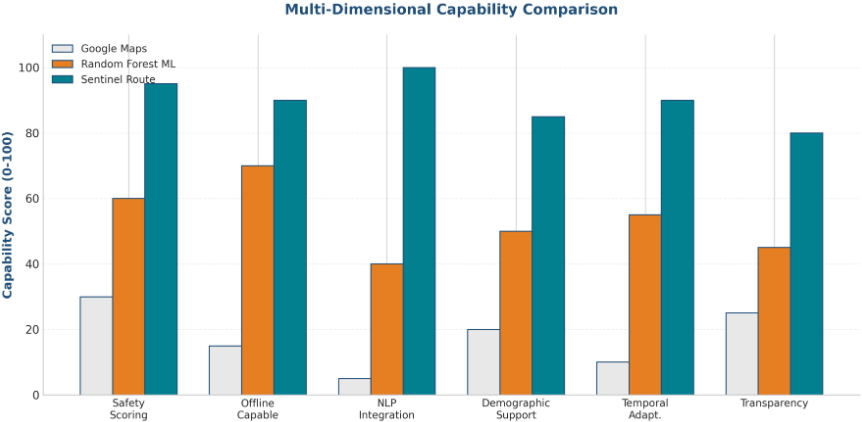 Multi-Dimensional Capability Comparison
Google Maps
Random Forest ML
Sentinel Route
Capability Score (0-100)
100
80
60
40
20
0
Safety
Scoring
Offline
Capable
NLP
Integration
Demographic
Support
Temporal
Adapt.
Transparency